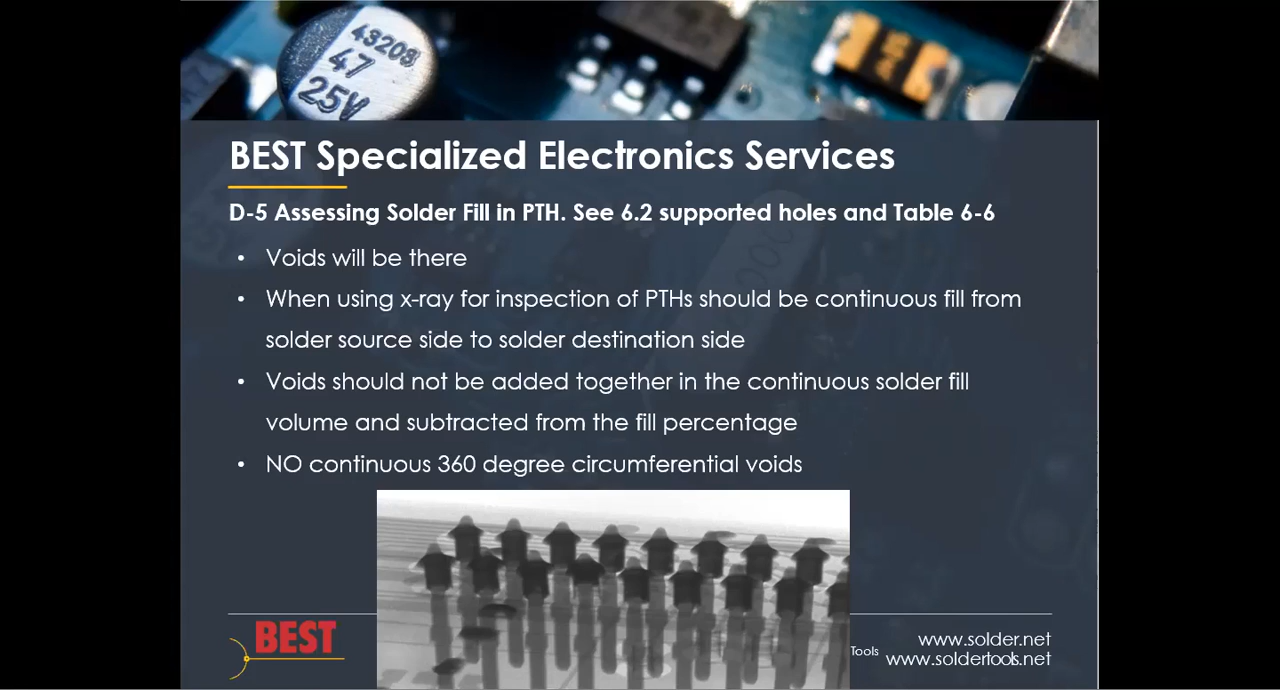 4S20S
47
25V
BEST Specialized Electronics Services
D-5 Assessing Solder Fill in PTH. See 6.2 supported holes and Table 6-6
• Voids will be there
• When using x-ray for inspection of PTHs should be continuous fill from
solder source side to solder destination side
• Voids should not be added together in the continuous solder fill
volume and subtracted from the fill percentage
• NO continuous 360 degree circumferential voids
BEST
Tools
www.solder.net
www.soldertools.net